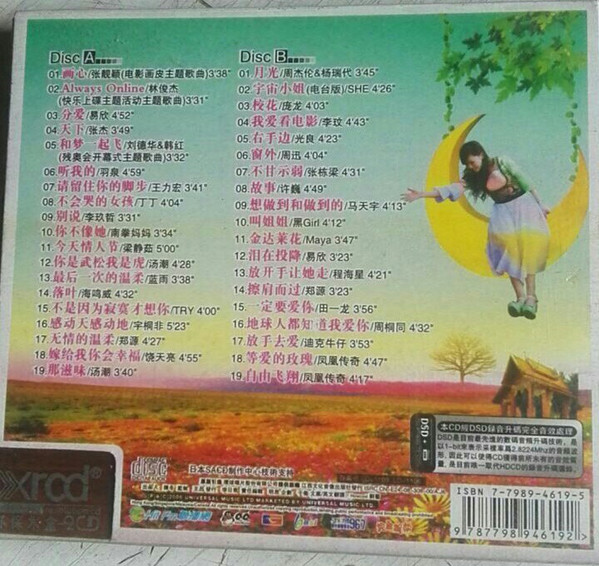 Disc A
01.画心/张靓颖(电影画皮主题歌曲)3'38"
02.Always Online/林俊杰
(快乐上碟主题活动主题歌曲)3'31"
03.分爱/易欣 4'52"
04.天下/张杰 3'49"
05.和梦一起飞/刘德华&韩红
(残奥会开幕式主题歌曲)3'32"
06.听我的/羽泉 4'59"
07.请留住你的脚步/王力宏 3'41"
08.不会哭的女孩/丁丁 4'04"
09.别说/李玖哲 3'31"
10.你不像她/南拳妈妈 3'34"
11.今天情人节/梁静茹 5'00"
12.你是武松我是虎/汤潮 4'26"
13.最后一次的温柔/蓝雨 3'38"
14.落叶/海鸣威 4'32"
15.不是因为寂寞才想你/TRY 4'00"
16.感动天感动地/宇桐非 5'23"
17.无情的温柔/郑源 4'27"
18.嫁给我你会幸福/饶天亮 4'55"
19.那滋味/汤潮 3'40"
Disc B
01.月光/周杰伦&杨瑞代 3'45"
02.宇宙小姐(电台版)/SHE 4'26"
03.校花/庞龙 4'03"
04.我爱看电影/李玟 4'43"
05.右手边/光良 4'23"
06.窗外/周迅 4'04"
07.不甘示弱/张栋梁 4'31"
08.故事/许巍 4'49"
09.想做到和做到的/马天宇 4'13"
10.叫姐姐/黑Girl 4'12"
11.金达莱花/Maya 3'47"
12.泪在投降/易欣 3'23"
13.放开手让她走/程海星 4'21"
14.擦肩而过/郑源 3'23"
15.一定要爱你/田一龙 3'56"
16.地球人都知道我爱你/周桐同 4'32"
17.放手去爱/迪克牛仔 3'53"
18.等爱的玫瑰/凤凰传奇 4'47"
19.自由飞翔/凤凰传奇 4'17"
DSD
本CD經DSD録音升碼完全音效處理
xrcd
日本SACD制作中心技術支持
ISBN 7-7989-4619-5
9 787798 946192 >